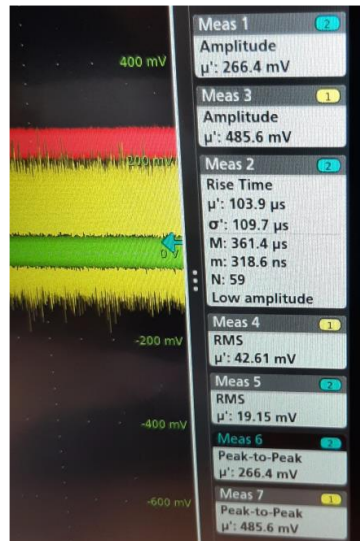 400 mV
200 mV
0 V
-200 mV
-400 mV
-600 mV
Meas 1 2
Amplitude
µ': 266.4 mV
Meas 3 1
Amplitude
µ': 485.6 mV
Meas 2 2
Rise Time
µ': 103.9 µs
σ': 109.7 µs
M: 361.4 µs
m: 318.6 ns
N: 59
Low amplitude
Meas 4 1
RMS
µ': 42.61 mV
Meas 5 2
RMS
µ': 19.15 mV
Meas 6 2
Peak-to-Peak
µ': 266.4 mV
Meas 7 1
Peak-to-Peak
µ': 485.6 mV